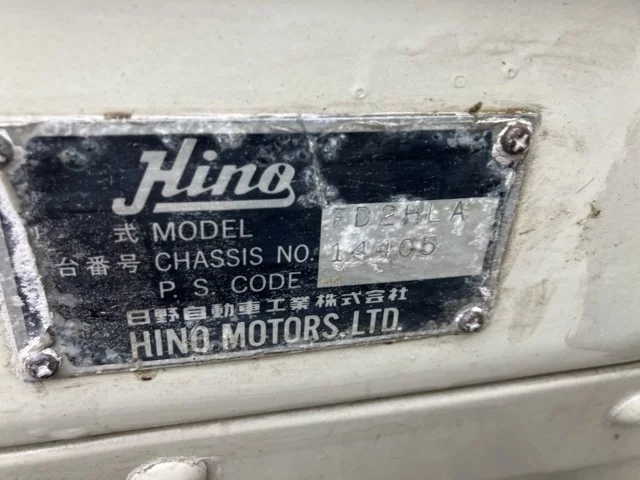 Hino
式 MODEL FD2HLA
台番号 CHASSIS NO. 14405
P. S. CODE
日野自動車工業株式会社
HINO MOTORS, LTD.